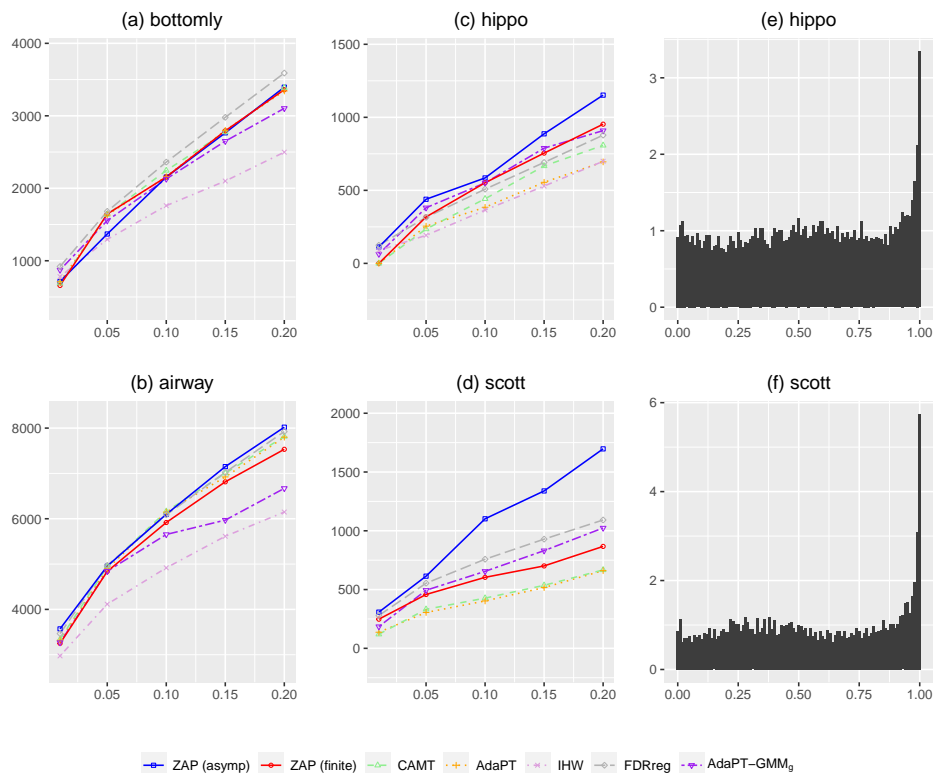 (a) bottomly
4000
3000
2000
1000
0.05 0.10 0.15 0.20
(c) hippo
1500
1000
500
0
0.05 0.10 0.15 0.20
(e) hippo
3
2
1
0
0.00 0.25 0.50 0.75 1.00
(b) airway
8000
6000
4000
0.05 0.10 0.15 0.20
(d) scott
2000
1500
1000
500
0
0.05 0.10 0.15 0.20
(f) scott
6
4
2
0
0.00 0.25 0.50 0.75 1.00
ZAP (asymp) ZAP (finite) CAMT AdaPT IHW FDRreg AdaPT−GMMg